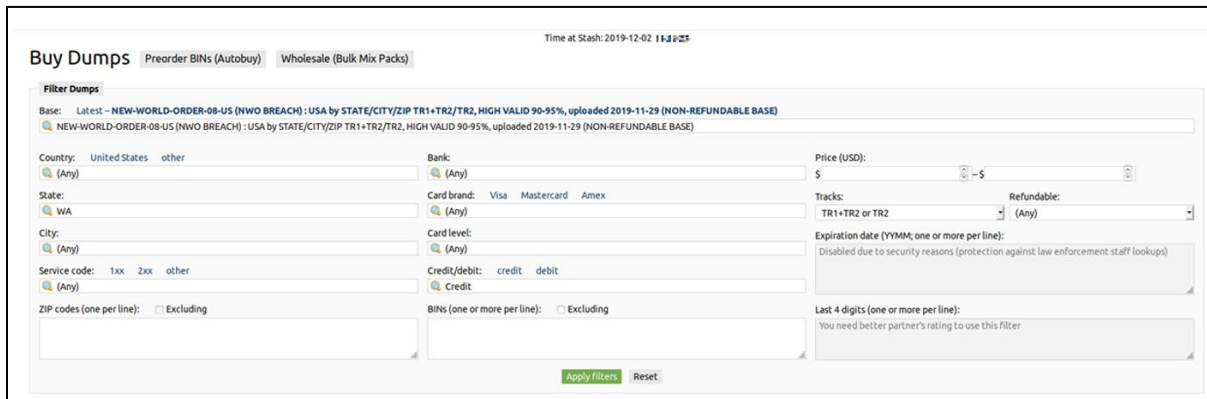 Time at Stash: 2019-12-02
Buy Dumps Preorder BINs (Autobuy) Wholesale (Bulk Mix Packs)
Filter Dumps
Base: Latest – NEW-WORLD-ORDER-08-US (NWO BREACH) : USA by STATE/CITY/ZIP TR1+TR2/TR2, HIGH VALID 90-95%, uploaded 2019-11-29 (NON-REFUNDABLE BASE)
NEW-WORLD-ORDER-08-US (NWO BREACH) : USA by STATE/CITY/ZIP TR1+TR2/TR2, HIGH VALID 90-95%, uploaded 2019-11-29 (NON-REFUNDABLE BASE)
Country: United States other
(Any)
State:
WA
City:
(Any)
Service code: 1xx 2xx other
(Any)
ZIP codes (one per line): Excluding
Bank:
(Any)
Card brand: Visa Mastercard Amex
(Any)
Card level:
(Any)
Credit/debit: credit debit
Credit
BINs (one or more per line): Excluding
Price (USD):
$ – $
Tracks: Refundable:
TR1+TR2 or TR2 (Any)
Expiration date (YYMM; one or more per line):
Disabled due to security reasons (protection against law enforcement staff lookups)
Last 4 digits (one or more per line):
You need better partner's rating to use this filter
Apply filters Reset